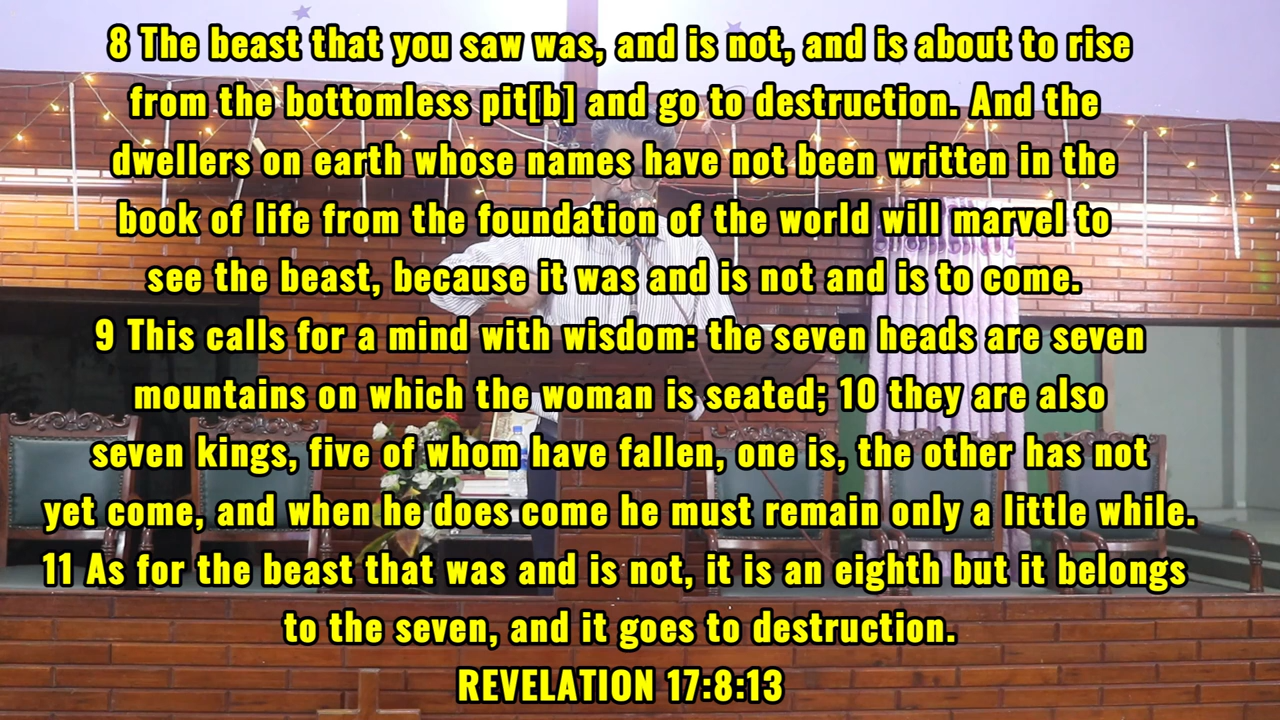 8 The beast that you saw was, and is not, and is about to rise
from the bottomless pit[b] and go to destruction. And the
dwellers on earth whose names have not been written in the
book of life from the foundation of the world will marvel to
see the beast, because it was and is not and is to come.
9 This calls for a mind with wisdom: the seven heads are seven
mountains on which the woman is seated; 10 they are also
seven kings, five of whom have fallen, one is, the other has not
yet come, and when he does come he must remain only a little while.
11 As for the beast that was and is not, it is an eighth but it belongs
to the seven, and it goes to destruction.
REVELATION 17:8:13